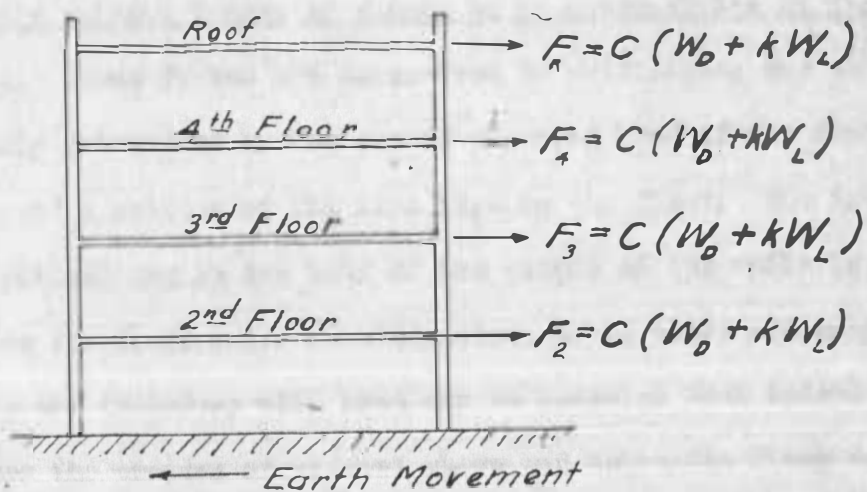 Roof
F_R = C (W_D + kW_L)
4th Floor
F_4 = C (W_D + kW_L)
3rd Floor
F_3 = C (W_D + kW_L)
2nd Floor
F_2 = C (W_D + kW_L)
Earth Movement